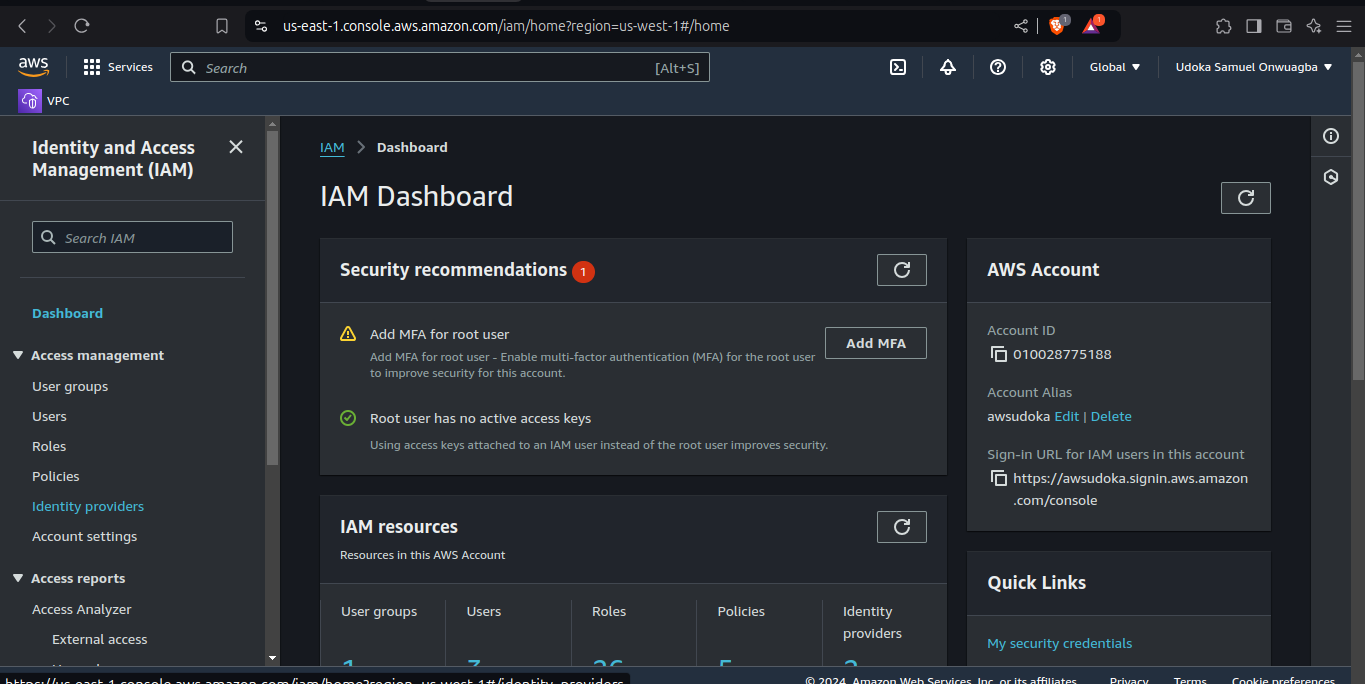 us-east-1.console.aws.amazon.com/iam/home?region=us-west-1#/home
1
1
aws
Services
Search
[Alt+S]
Global
Udoka Samuel Onwuagba
VPC
Identity and Access
Management (IAM)
Search IAM
Dashboard
Access management
User groups
Users
Roles
Policies
Identity providers
Account settings
Access reports
Access Analyzer
External access
IAM
Dashboard
IAM Dashboard
Security recommendations 1
Add MFA for root user
Add MFA for root user - Enable multi-factor authentication (MFA) for the root user
to improve security for this account.
Add MFA
Root user has no active access keys
Using access keys attached to an IAM user instead of the root user improves security.
IAM resources
Resources in this AWS Account
User groups
Users
Roles
Policies
Identity
providers
AWS Account
Account ID
010028775188
Account Alias
awsudoka Edit | Delete
Sign-in URL for IAM users in this account
https://awsudoka.signin.aws.amazon
.com/console
Quick Links
My security credentials
https://us-east-1.console.aws.amazon.com/iam/home?region=us-west-1#/identity_providers
© 2024, Amazon Web Services, Inc. or its affiliates.
Privacy
Terms
Cookie preferences